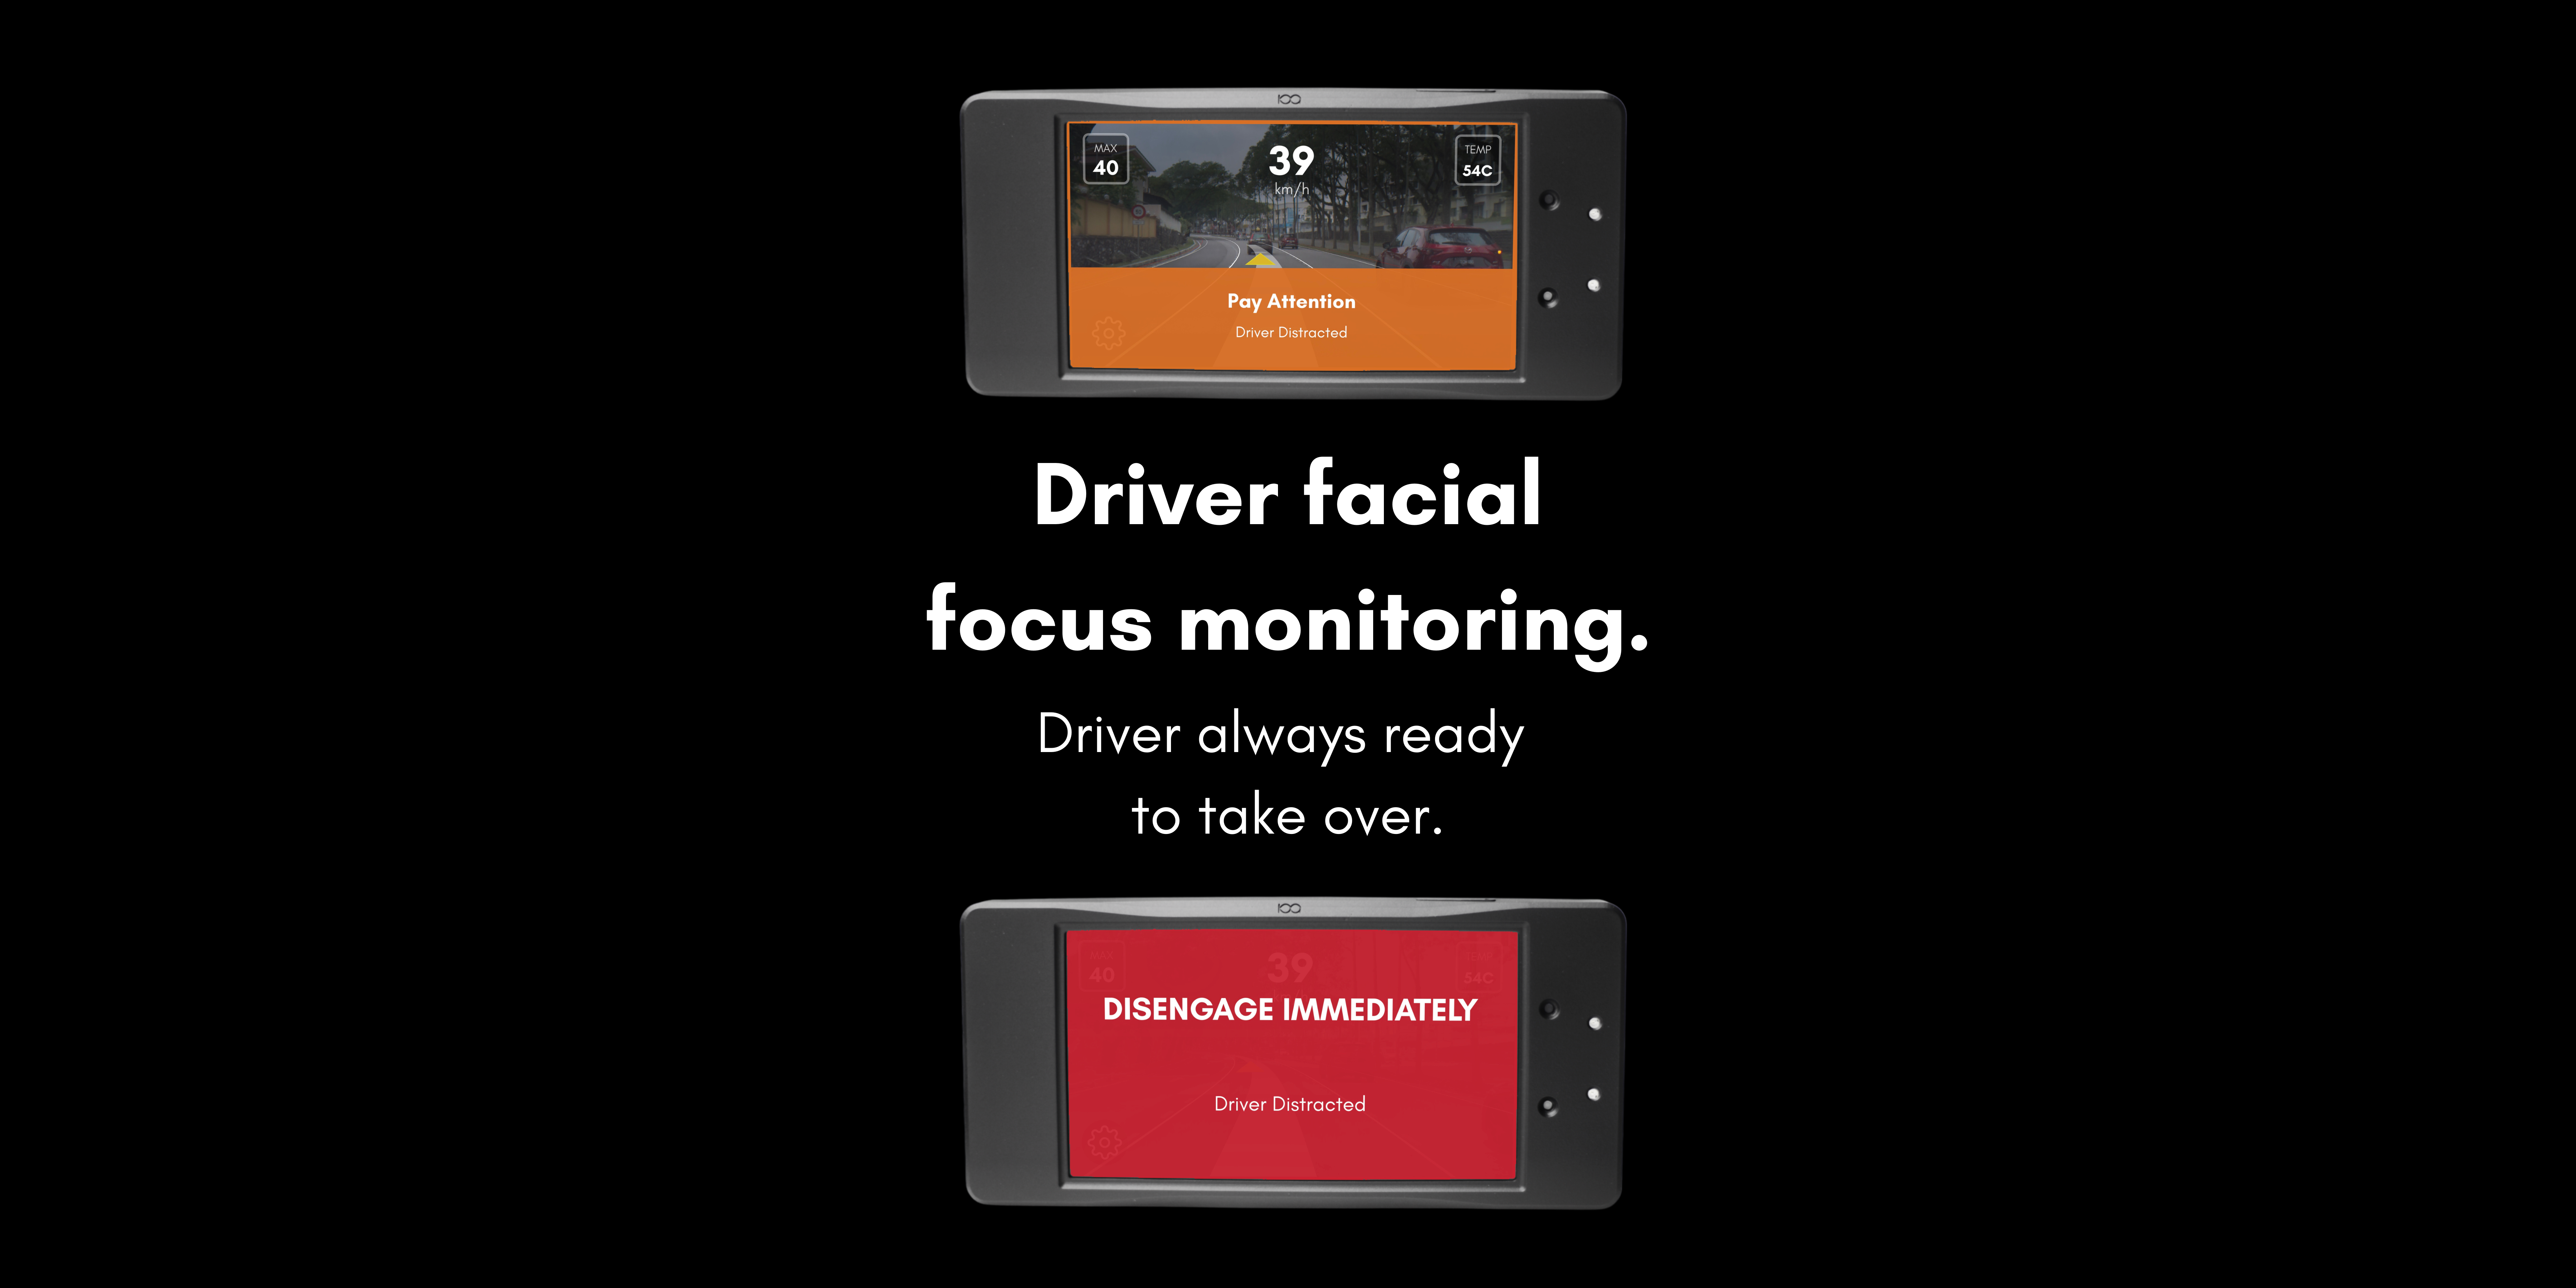 MAX
40
39
km/h
TEMP
54C
Pay Attention
Driver Distracted
Driver facial
focus monitoring.
Driver always ready
to take over.
MAX
40
39
TEMP
54C
DISENGAGE IMMEDIATELY
Driver Distracted